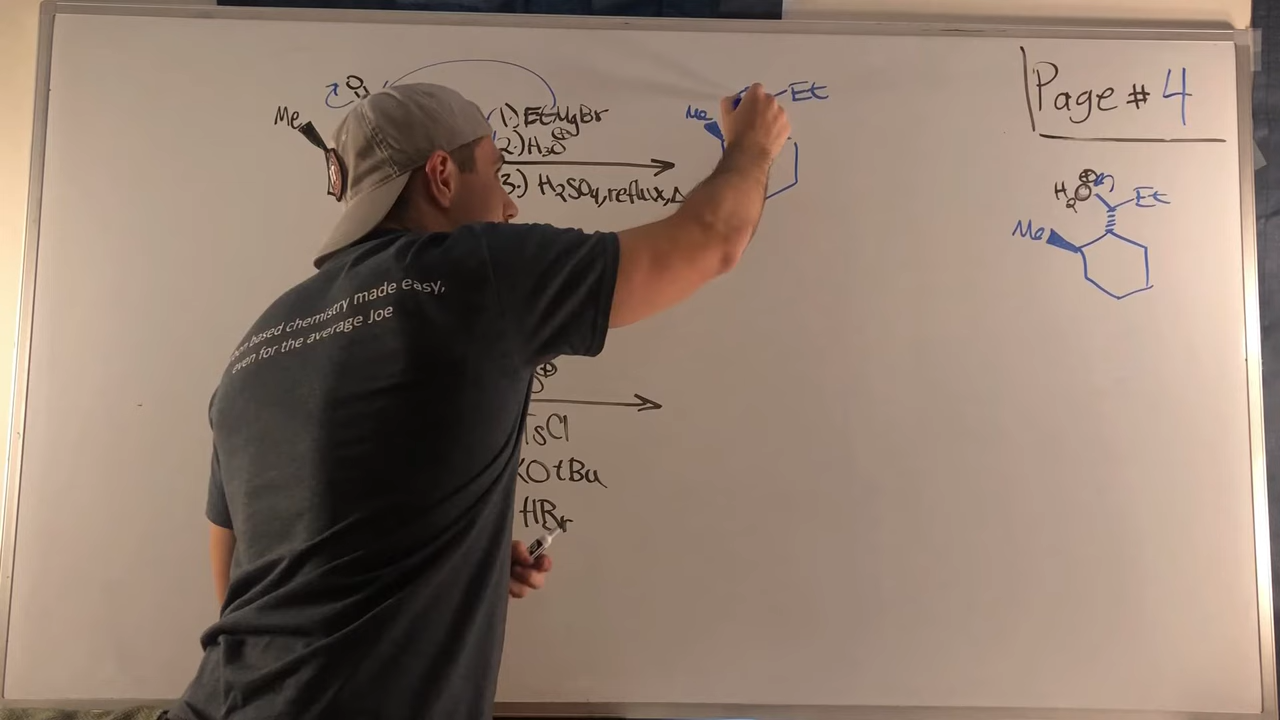 O
Me
1.) EtMgBr
2.) H3O⊕
3.) H2SO4, reflux, Δ
Me
Et
Page # 4
⊕
H2O
Et
Me
based chemistry made easy,
even for the average Joe
⊕
TsCl
KOtBu
HBr